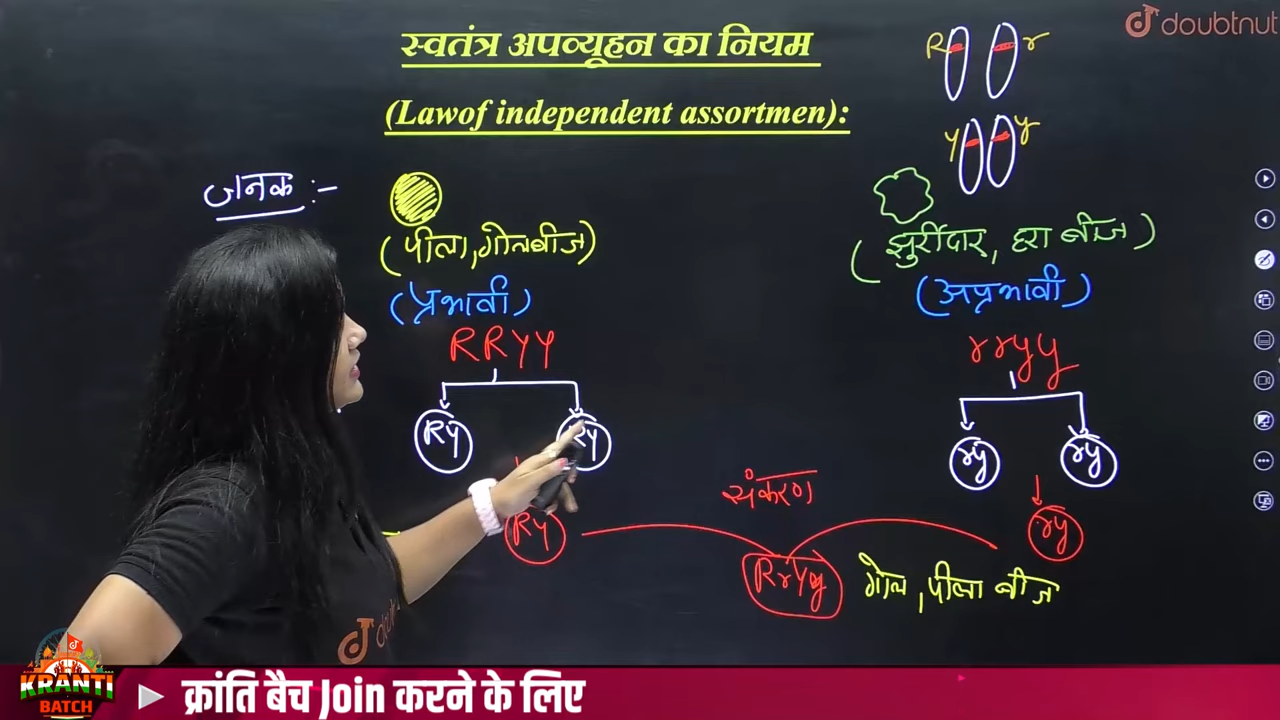 doubtnut
स्वतंत्र अपव्यूहन का नियम
(Lawof independent assortmen):
R r
y y
जनक :-
(पीला, गोल बीज)
(झुर्रीदार, हरा बीज)
(प्रभावी)
(अप्रभावी)
RRYY
rryy
RY RY
ry ry
संकरण
RY
ry
RrYy गोल, पीला बीज
KRANTI
BATCH
क्रांति बैच Join करने के लिए